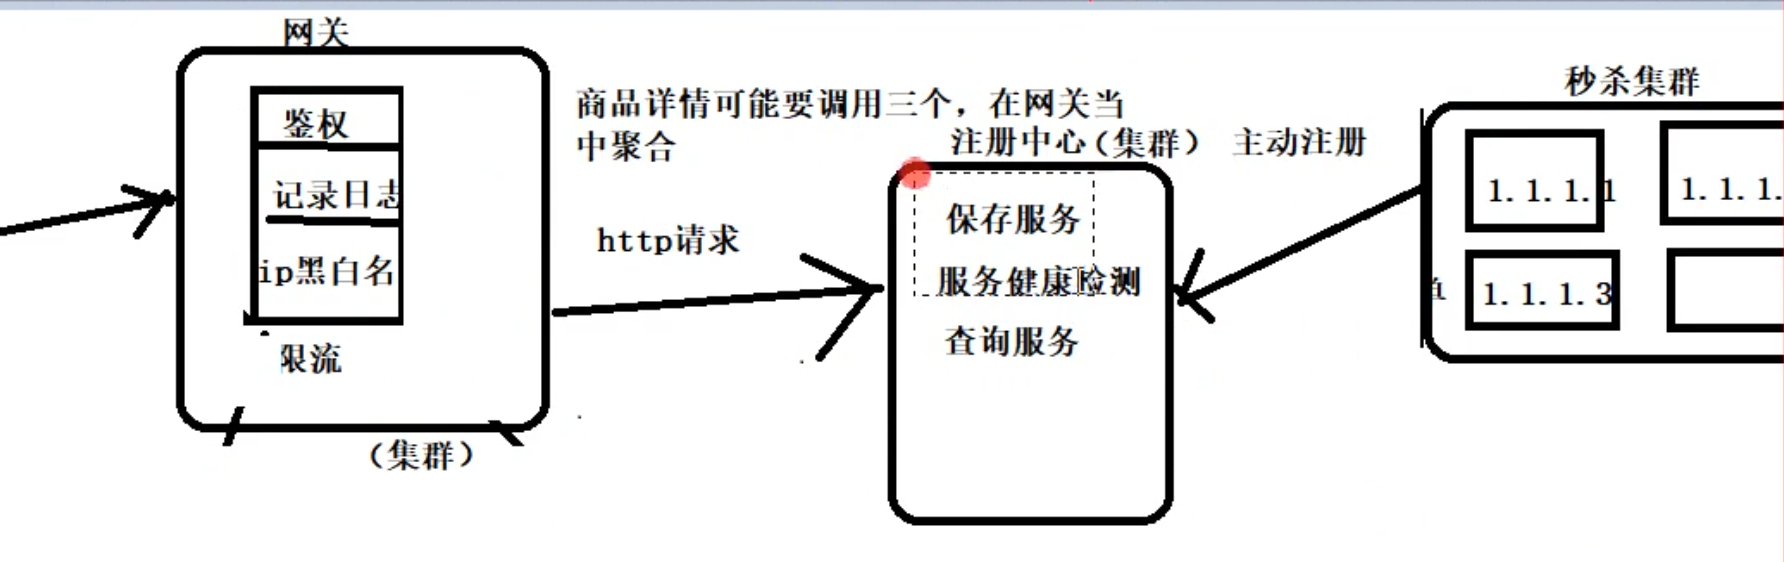 网关
鉴权
记录日志
ip黑白名
限流
（集群）
商品详情可能要调用三个，在网关当
中聚合
http请求
注册中心（集群） 主动注册
保存服务
服务健康检测
查询服务
秒杀集群
1.1.1.1
1.1.1.
1.1.1.3